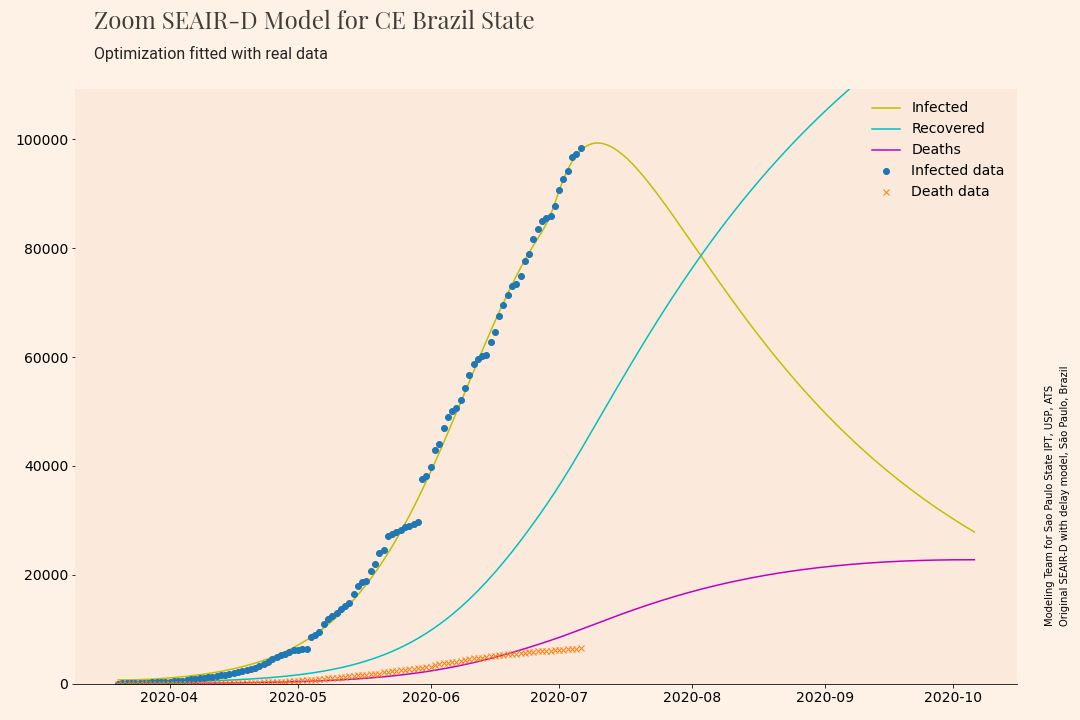 Zoom SEAIR-D Model for CE Brazil State
Optimization fitted with real data
Infected
Recovered
Deaths
Infected data
Death data
100000
80000
60000
40000
20000
0
2020-04
2020-05
2020-06
2020-07
2020-08
2020-09
2020-10
Modeling Team for Sao Paulo State IPT, USP, ATS
Original SEAIR-D with delay model, São Paulo, Brazil